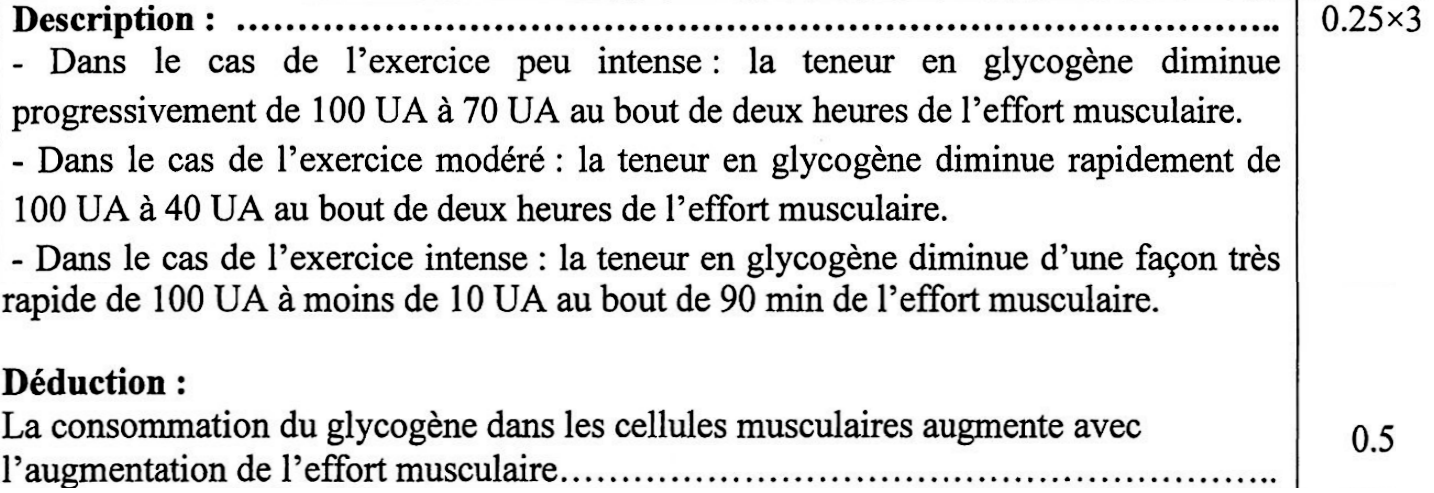 Description : ........................................................................................ 0.25×3
- Dans le cas de l'exercice peu intense : la teneur en glycogène diminue
progressivement de 100 UA à 70 UA au bout de deux heures de l'effort musculaire.
- Dans le cas de l'exercice modéré : la teneur en glycogène diminue rapidement de
100 UA à 40 UA au bout de deux heures de l'effort musculaire.
- Dans le cas de l'exercice intense : la teneur en glycogène diminue d'une façon très
rapide de 100 UA à moins de 10 UA au bout de 90 min de l'effort musculaire.
Déduction :
La consommation du glycogène dans les cellules musculaires augmente avec
l'augmentation de l'effort musculaire............................................................ 0.5